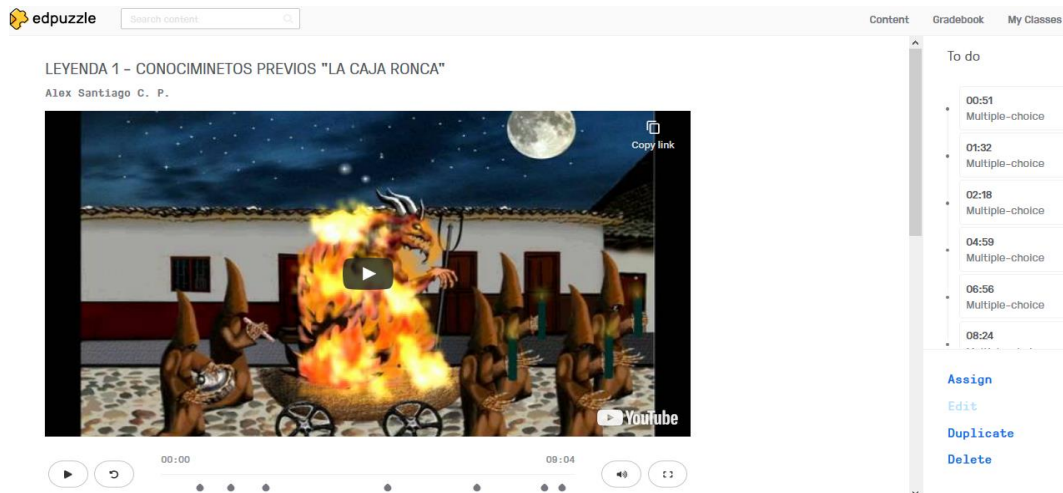 edpuzzle
Search content
Content
Gradebook
My Classes
LEYENDA 1 - CONOCIMINETOS PREVIOS "LA CAJA RONCA"
Alex Santiago C. P.
Copy link
YouTube
00:00
09:04
To do
00:51
Multiple-choice
01:32
Multiple-choice
02:18
Multiple-choice
04:59
Multiple-choice
06:56
Multiple-choice
08:24
Assign
Edit
Duplicate
Delete